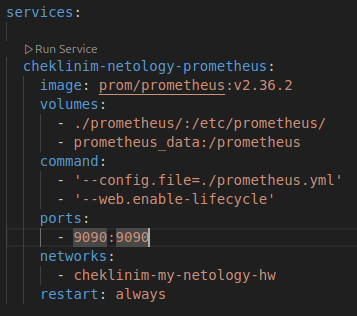 services:
Run Service
cheklinim-netology-prometheus:
image: prom/prometheus:v2.36.2
volumes:
- ./prometheus/:/etc/prometheus/
- prometheus_data:/prometheus
command:
- '--config.file=./prometheus.yml'
- '--web.enable-lifecycle'
ports:
- 9090:9090
networks:
- cheklinim-my-netology-hw
restart: always